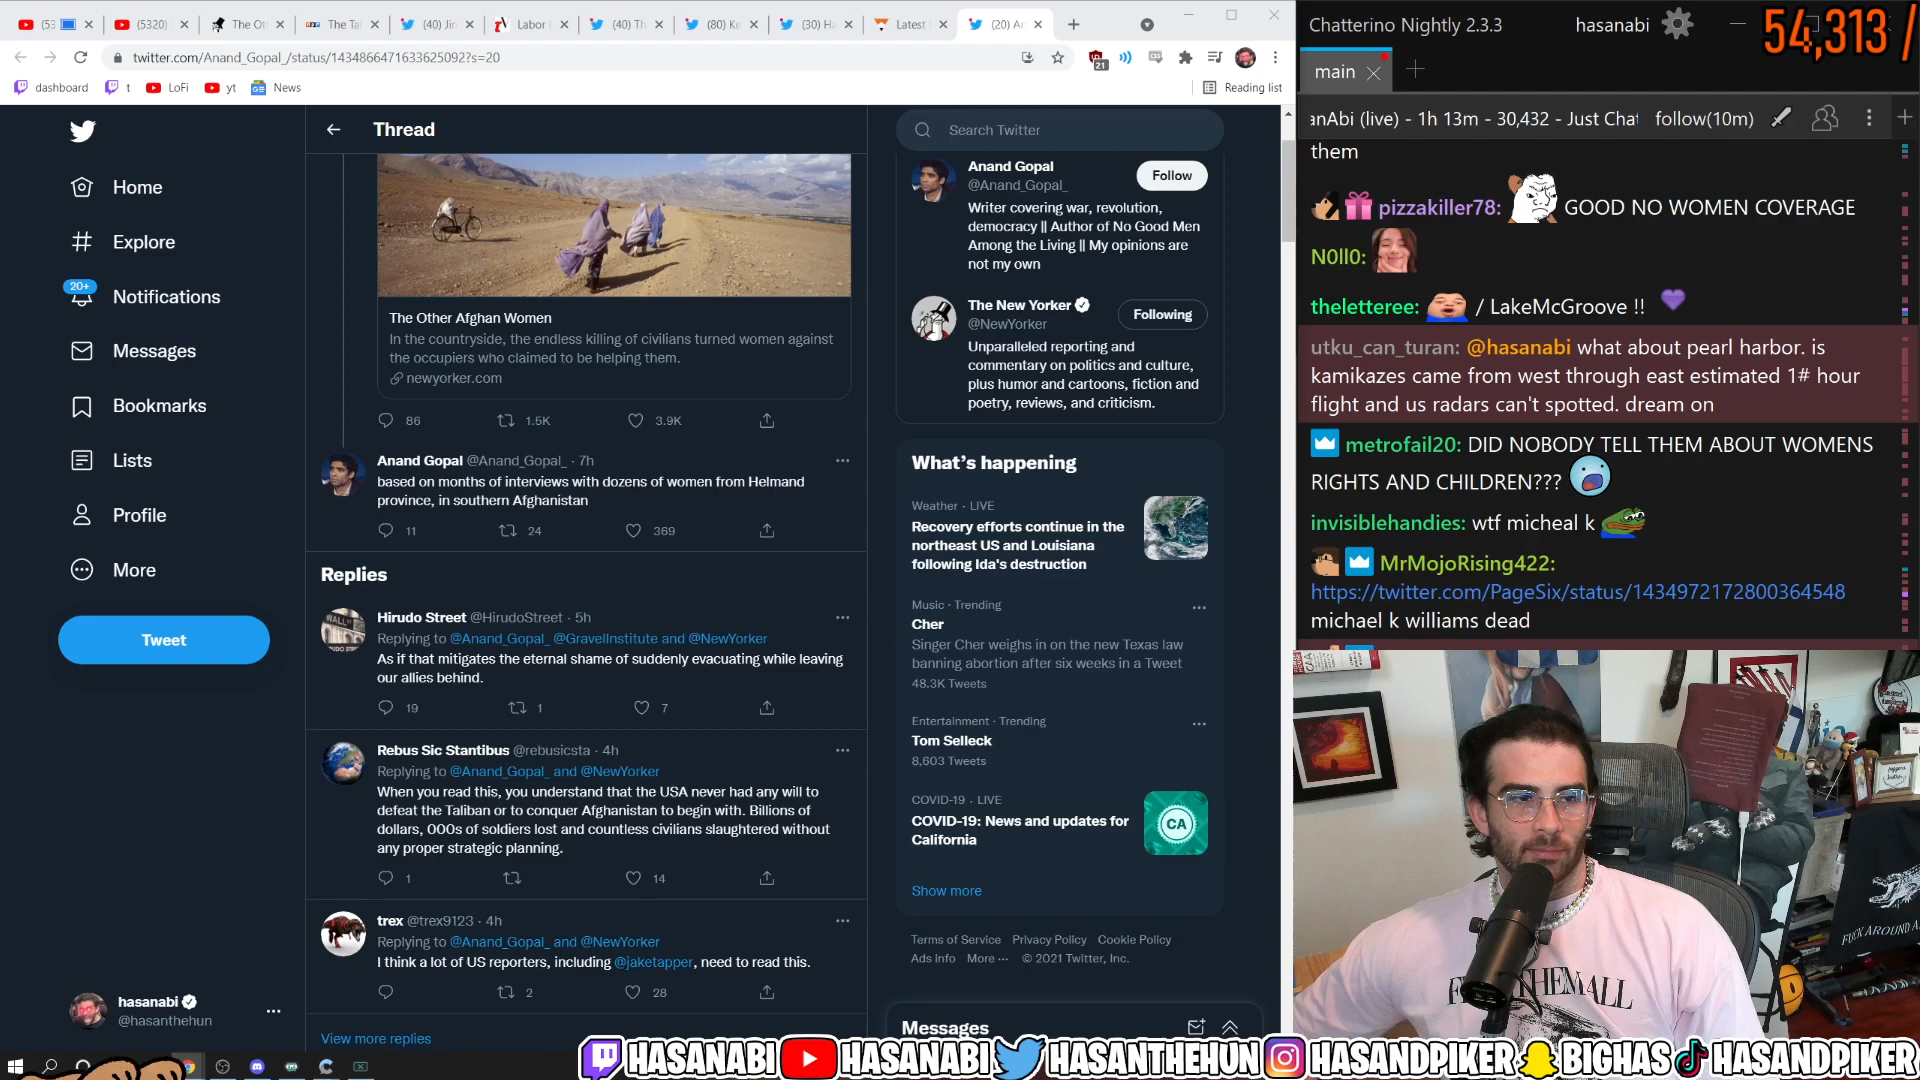 (53
(5320)
The Ot
The Ta
(40) Jir
Labor
(40) Th
(80) Ke
(30) Ha
Latest
(20) Ar
twitter.com/Anand_Gopal_/status/1434866471633625092?s=20
21
dashboard
t
LoFi
yt
News
Reading list
Home
Explore
20+
Notifications
Messages
Bookmarks
Lists
Profile
More
Tweet
hasanabi
@hasanthehun
Thread
The Other Afghan Women
In the countryside, the endless killing of civilians turned women against
the occupiers who claimed to be helping them.
newyorker.com
86 1.5K 3.9K
Anand Gopal @Anand_Gopal_ · 7h
based on months of interviews with dozens of women from Helmand
province, in southern Afghanistan
11 24 369
Replies
Hirudo Street @HirudoStreet · 5h
Replying to @Anand_Gopal_ @GravelInstitute and @NewYorker
As if that mitigates the eternal shame of suddenly evacuating while leaving
our allies behind.
19 1 7
Rebus Sic Stantibus @rebusicsta · 4h
Replying to @Anand_Gopal_ and @NewYorker
When you read this, you understand that the USA never had any will to
defeat the Taliban or to conquer Afghanistan to begin with. Billions of
dollars, 000s of soldiers lost and countless civilians slaughtered without
any proper strategic planning.
1 14
trex @trex9123 · 4h
Replying to @Anand_Gopal_ and @NewYorker
I think a lot of US reporters, including @jaketapper, need to read this.
2 28
View more replies
Search Twitter
Anand Gopal
@Anand_Gopal_
Follow
Writer covering war, revolution,
democracy || Author of No Good Men
Among the Living || My opinions are
not my own
The New Yorker
@NewYorker
Following
Unparalleled reporting and
commentary on politics and culture,
plus humor and cartoons, fiction and
poetry, reviews, and criticism.
What's happening
Weather · LIVE
Recovery efforts continue in the
northeast US and Louisiana
following Ida's destruction
Music · Trending
Cher
Singer Cher weighs in on the new Texas law
banning abortion after six weeks in a Tweet
48.3K Tweets
Entertainment · Trending
Tom Selleck
8,603 Tweets
COVID-19 · LIVE
COVID-19: News and updates for
California
CA
Show more
Terms of Service Privacy Policy Cookie Policy
Ads info More ··· © 2021 Twitter, Inc.
Messages
Chatterino Nightly 2.3.3
hasanabi
54,313 /
main
anAbi (live) - 1h 13m - 30,432 - Just Chat
follow(10m)
them
pizzakiller78: GOOD NO WOMEN COVERAGE
N0ll0:
theletteree: / LakeMcGroove !!
utku_can_turan: @hasanabi what about pearl harbor. is
kamikazes came from west through east estimated 1# hour
flight and us radars can't spotted. dream on
metrofail20: DID NOBODY TELL THEM ABOUT WOMENS
RIGHTS AND CHILDREN???
invisiblehandies: wtf micheal k
MrMojoRising422:
https://twitter.com/PageSix/status/1434972172800364548
michael k williams dead
HASANABI HASANABI HASANTHEHUN HASANDPIKER BIGHAS HASANDPIKER